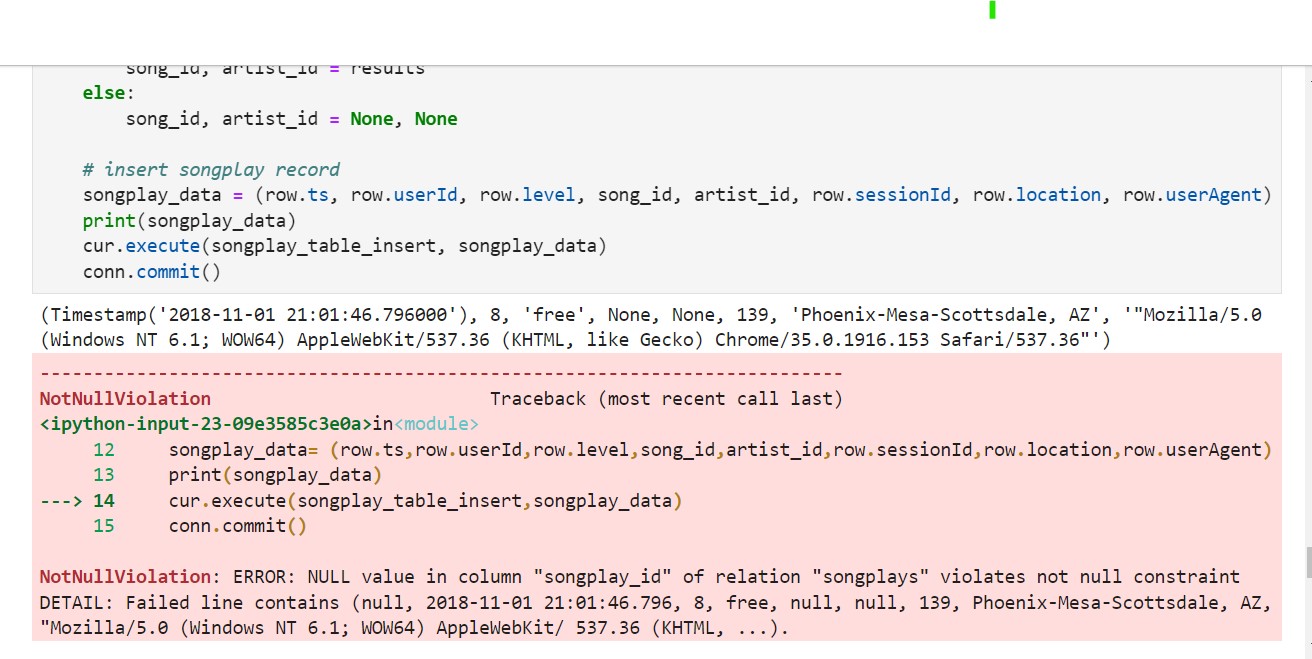 song_id, artist_id = results
else:
song_id, artist_id = None, None
# insert songplay record
songplay_data = (row.ts, row.userId, row.level, song_id, artist_id, row.sessionId, row.location, row.userAgent)
print(songplay_data)
cur.execute(songplay_table_insert, songplay_data)
conn.commit()
(Timestamp('2018-11-01 21:01:46.796000'), 8, 'free', None, None, 139, 'Phoenix-Mesa-Scottsdale, AZ', '"Mozilla/5.0
(Windows NT 6.1; WOW64) AppleWebKit/537.36 (KHTML, like Gecko) Chrome/35.0.1916.153 Safari/537.36"')
---------------------------------------------------------------------------
NotNullViolation Traceback (most recent call last)
<ipython-input-23-09e3585c3e0a>in<module>
12 songplay_data= (row.ts,row.userId,row.level,song_id,artist_id,row.sessionId,row.location,row.userAgent)
13 print(songplay_data)
---> 14 cur.execute(songplay_table_insert,songplay_data)
15 conn.commit()
NotNullViolation: ERROR: NULL value in column "songplay_id" of relation "songplays" violates not null constraint
DETAIL: Failed line contains (null, 2018-11-01 21:01:46.796, 8, free, null, null, 139, Phoenix-Mesa-Scottsdale, AZ,
"Mozilla/5.0 (Windows NT 6.1; WOW64) AppleWebKit/ 537.36 (KHTML, ...).